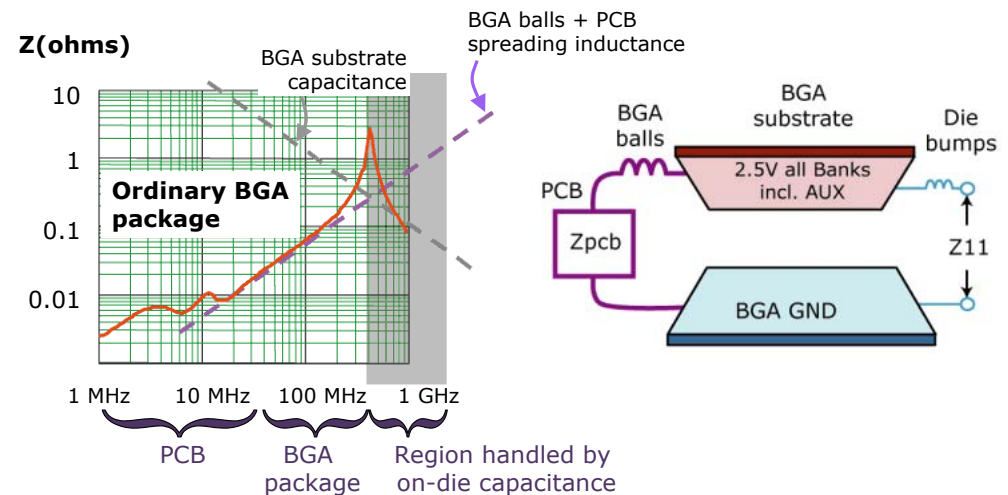 BGA balls + PCB
spreading inductance
Z(ohms)
BGA substrate
capacitance
10
1
0.1
0.01
Ordinary BGA
package
1 MHz
10 MHz
100 MHz
1 GHz
PCB
BGA
package
Region handled by
on-die capacitance
BGA
substrate
BGA
balls
Die
bumps
PCB
2.5V all Banks
incl. AUX
Zpcb
Z11
BGA GND